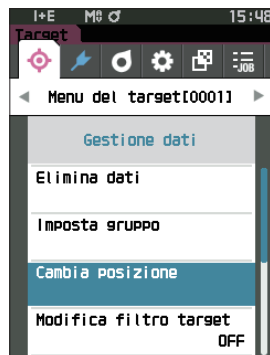 I+E M0 15:48
Target
-JOB
Menu del target[0001]
Gestione dati
Elimina dati
Imposta gruppo
Cambia posizione
Modifica filtro target
OFF